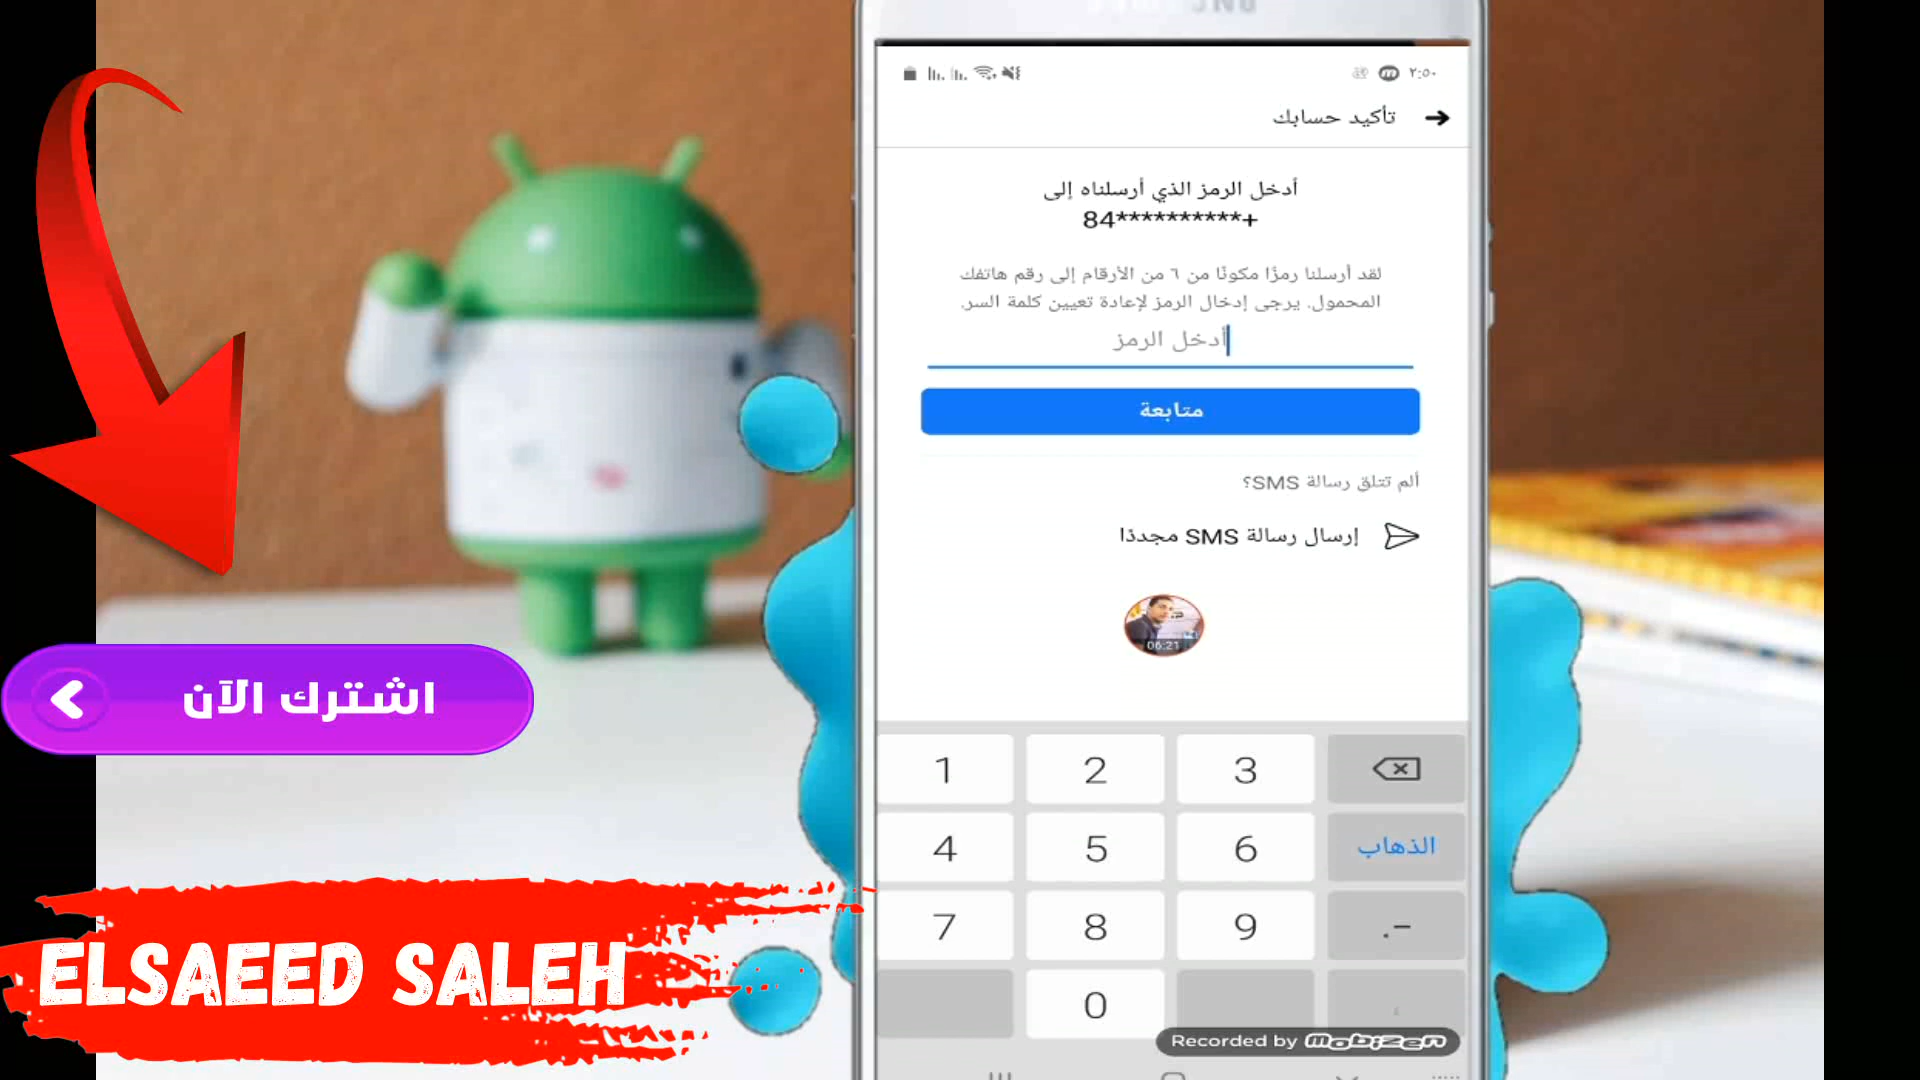 ٢:٥٠
تأكيد حسابك
أدخل الرمز الذي أرسلناه إلى
84**********+
لقد أرسلنا رمزًا مكونًا من ٦ من الأرقام إلى رقم هاتفك
المحمول. يرجى إدخال الرمز لإعادة تعيين كلمة السر.
أدخل الرمز
متابعة
ألم تتلق رسالة SMS؟
إرسال رسالة SMS مجددًا
06:21
اشترك الآن
1 2 3
4 5 6 الذهاب
7 8 9 .-
0
ELSAEED SALEH
Recorded by mobizen